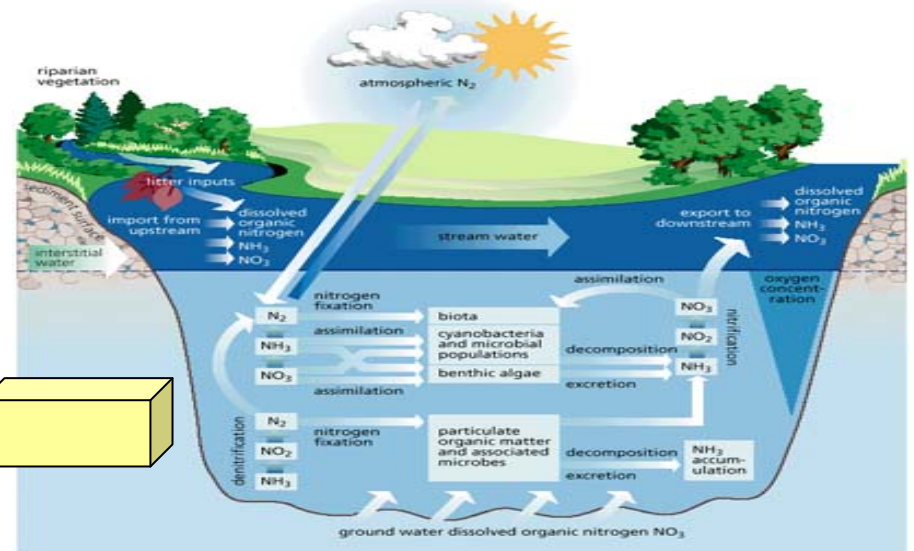 riparian
vegetation
atmospheric N₂
litter inputs
sediment surface
import from
upstream
dissolved
organic
nitrogen
NH₃
NO₃
interstitial
water
stream water
export to
downstream
dissolved
organic
nitrogen
NH₃
NO₃
oxygen
concent-
ration
assimilation
nitrogen
fixation
N₂
biota
NO₃
assimilation
NH₃
cyanobacteria
and microbial
populations
NO₂
nitrification
decomposition
NO₃
benthic algae
NH₃
assimilation
excretion
denitrification
N₂
nitrogen
fixation
NO₂
NH₃
particulate
organic matter
and associated
microbes
decomposition
excretion
NH₃
accum-
ulation
ground water dissolved organic nitrogen NO₃